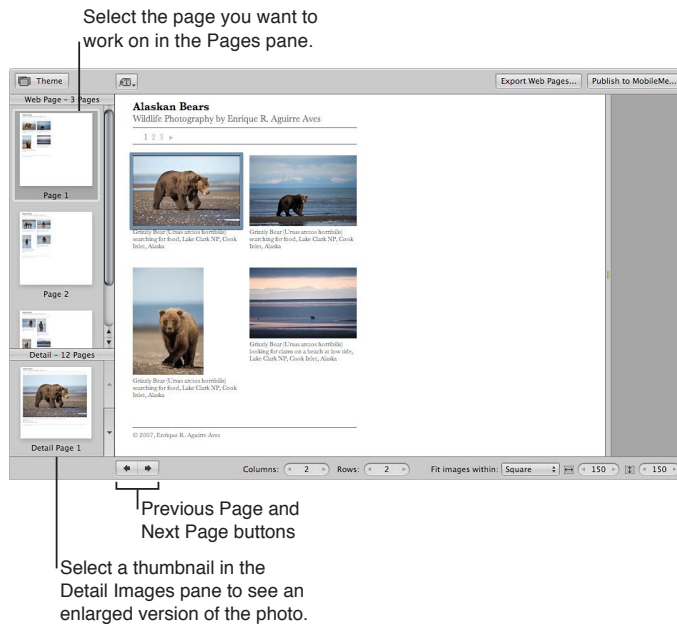 Select the page you want to
work on in the Pages pane.
Theme
Export Web Pages...
Publish to MobileMe...
Web Page – 3 Pages
Page 1
Page 2
Detail – 12 Pages
Detail Page 1
Alaskan Bears
Wildlife Photography by Enrique R. Aguirre Aves
1 2 3 ▸
Grizzly Bear (Ursus arctos horribilis)
searching for food, Lake Clark NP, Cook
Inlet, Alaska
Grizzly Bear (Ursus arctos horribilis)
searching for food, Lake Clark NP, Cook
Inlet, Alaska
Grizzly Bear (Ursus arctos horribilis)
searching for food, Lake Clark NP, Cook
Inlet, Alaska
Grizzly Bear (Ursus arctos horribilis)
looking for clams on a beach at low tide,
Lake Clark NP, Cook Inlet, Alaska
© 2007, Enrique R. Aguirre Aves
Columns: 2 Rows: 2 Fit images within: Square 150 150
Previous Page and
Next Page buttons
Select a thumbnail in the
Detail Images pane to see an
enlarged version of the photo.